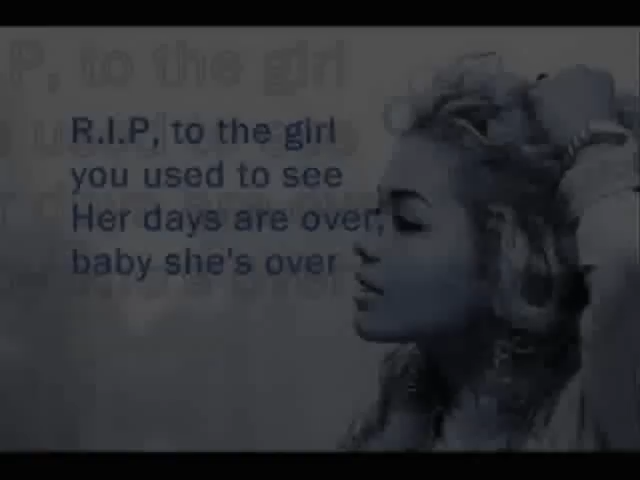 R.I.P, to the girl
you used to see
Her days are over,
baby she's over